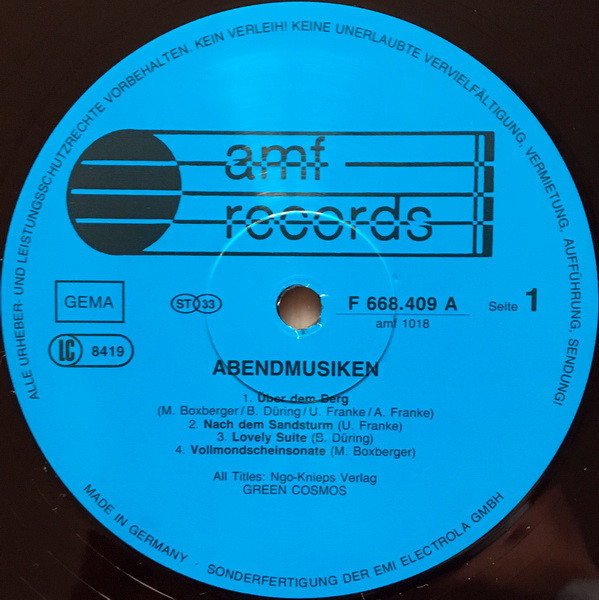 ALLE URHEBER- UND LEISTUNGSSCHUTZRECHTE VORBEHALTEN. KEIN VERLEIH! KEINE UNERLAUBTE VERVIELFÄLTIGUNG, VERMIETUNG, AUFFÜHRUNG, SENDUNG!
amf
records
GEMA
ST 33
F 668.409 A
amf 1018
Seite 1
LC 8419
ABENDMUSIKEN
1. Über dem Berg
(M. Boxberger/B. Düring/U. Franke/A. Franke)
2. Nach dem Sandsturm (U. Franke)
3. Lovely Suite (B. Düring)
4. Vollmondscheinsonate (M. Boxberger)
All Titles: Ngo-Knieps Verlag
GREEN COSMOS
MADE IN GERMANY · SONDERFERTIGUNG DER EMI ELECTROLA GMBH